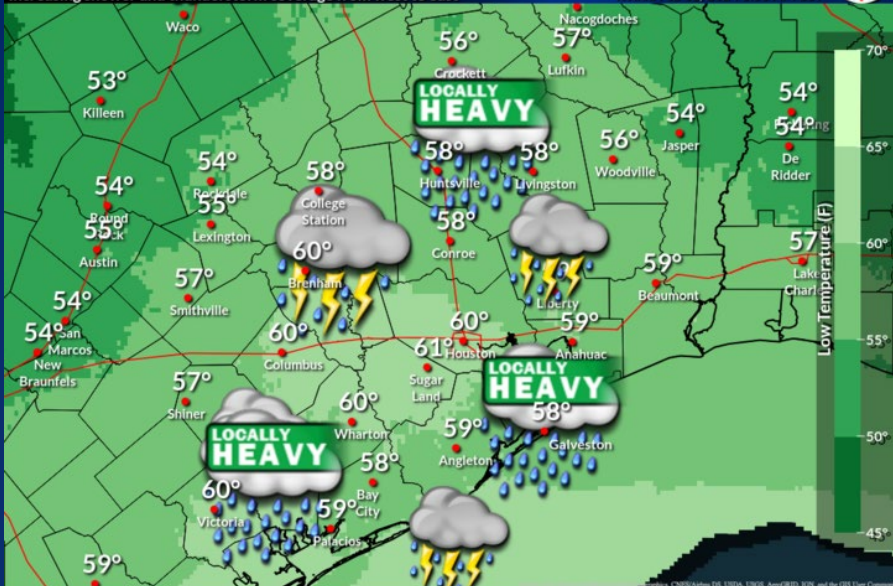 Waco
Nacogdoches
56°
Crockett
57°
Lufkin
53°
Killeen
LOCALLY
HEAVY
54°
54°
Jasper
54°
De
Ridder
56°
Woodville
58°
Huntsville
58°
Livingston
54°
Rockdale
58°
College
Station
54°
Round
Rock
55°
Austin
55°
Lexington
58°
Conroe
60°
Brenham
57°
Smithville
Liberty
59°
Beaumont
57°
Lake
54°
San
Marcos
54°
New
Braunfels
60°
Columbus
60°
Houston
59°
Anahuac
61°
Sugar
Land
LOCALLY
HEAVY
58°
Galveston
57°
Shiner
60°
Wharton
59°
Angleton
LOCALLY
HEAVY
58°
Bay
City
60°
Victoria
59°
Palacios
59°
Low Temperature (F)
70°
65°
60°
55°
50°
45°